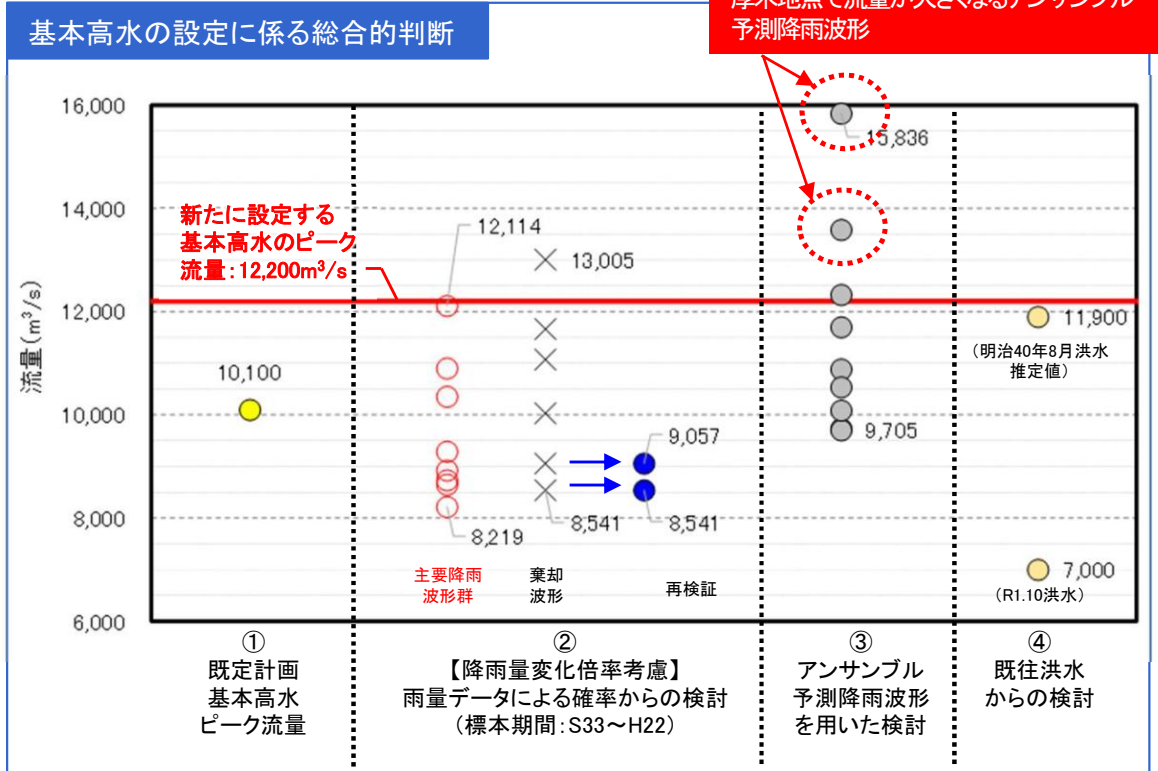 基本高水の設定に係る総合的判断
予測降雨波形
16,000
14,000
12,000
10,000
8,000
6,000
流量(m³/s)
新たに設定する
基本高水のピーク
流量:12,200m³/s
10,100
12,114
13,005
8,219
8,541
9,057
8,541
15,836
9,705
11,900
(明治40年8月洪水
推定値)
7,000
(R1.10洪水)
主要降雨
波形群
棄却
波形
再検証
①
既定計画
基本高水
ピーク流量
②
【降雨量変化倍率考慮】
雨量データによる確率からの検討
(標本期間:S33~H22)
③
アンサンブル
予測降雨波形
を用いた検討
④
既往洪水
からの検討